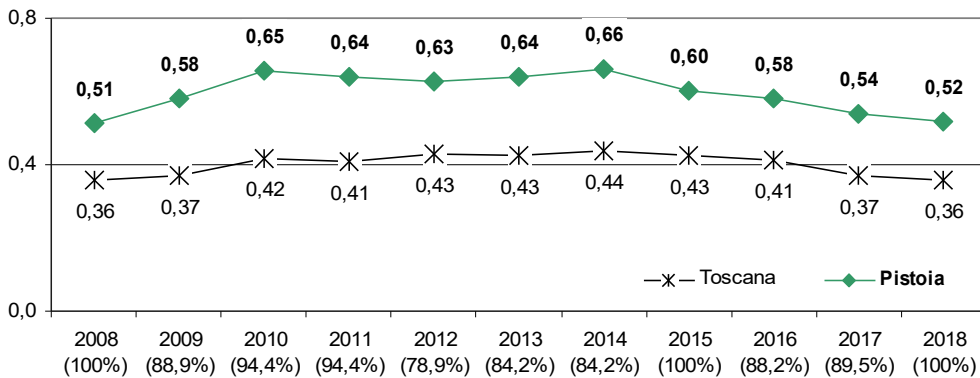 0,8
0,65 0,64 0,63 0,64 0,66
0,58 0,60 0,58
0,51 0,54 0,52
0,4
0,36 0,37 0,42 0,41 0,43 0,43 0,44 0,43 0,41 0,37 0,36
Toscana Pistoia
0,0
2008 2009 2010 2011 2012 2013 2014 2015 2016 2017 2018
(100%) (88,9%) (94,4%) (94,4%) (78,9%) (84,2%) (84,2%) (100%) (88,2%) (89,5%) (100%)